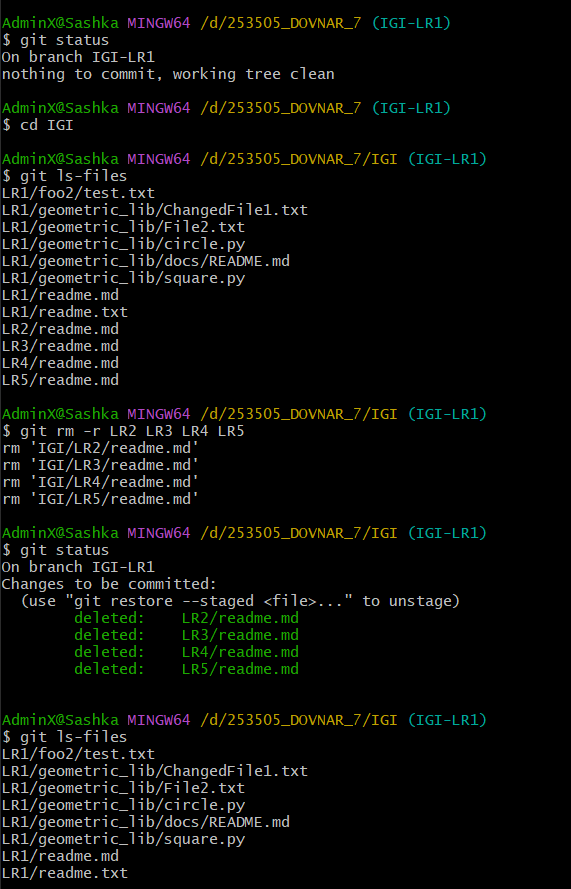 AdminX@Sashka MINGW64 /d/253505_DOVNAR_7 (IGI-LR1)
$ git status
On branch IGI-LR1
nothing to commit, working tree clean

AdminX@Sashka MINGW64 /d/253505_DOVNAR_7 (IGI-LR1)
$ cd IGI

AdminX@Sashka MINGW64 /d/253505_DOVNAR_7/IGI (IGI-LR1)
$ git ls-files
LR1/foo2/test.txt
LR1/geometric_lib/ChangedFile1.txt
LR1/geometric_lib/File2.txt
LR1/geometric_lib/circle.py
LR1/geometric_lib/docs/README.md
LR1/geometric_lib/square.py
LR1/readme.md
LR1/readme.txt
LR2/readme.md
LR3/readme.md
LR4/readme.md
LR5/readme.md

AdminX@Sashka MINGW64 /d/253505_DOVNAR_7/IGI (IGI-LR1)
$ git rm -r LR2 LR3 LR4 LR5
rm 'IGI/LR2/readme.md'
rm 'IGI/LR3/readme.md'
rm 'IGI/LR4/readme.md'
rm 'IGI/LR5/readme.md'

AdminX@Sashka MINGW64 /d/253505_DOVNAR_7/IGI (IGI-LR1)
$ git status
On branch IGI-LR1
Changes to be committed:
  (use "git restore --staged <file>..." to unstage)
        deleted:    LR2/readme.md
        deleted:    LR3/readme.md
        deleted:    LR4/readme.md
        deleted:    LR5/readme.md

AdminX@Sashka MINGW64 /d/253505_DOVNAR_7/IGI (IGI-LR1)
$ git ls-files
LR1/foo2/test.txt
LR1/geometric_lib/ChangedFile1.txt
LR1/geometric_lib/File2.txt
LR1/geometric_lib/circle.py
LR1/geometric_lib/docs/README.md
LR1/geometric_lib/square.py
LR1/readme.md
LR1/readme.txt